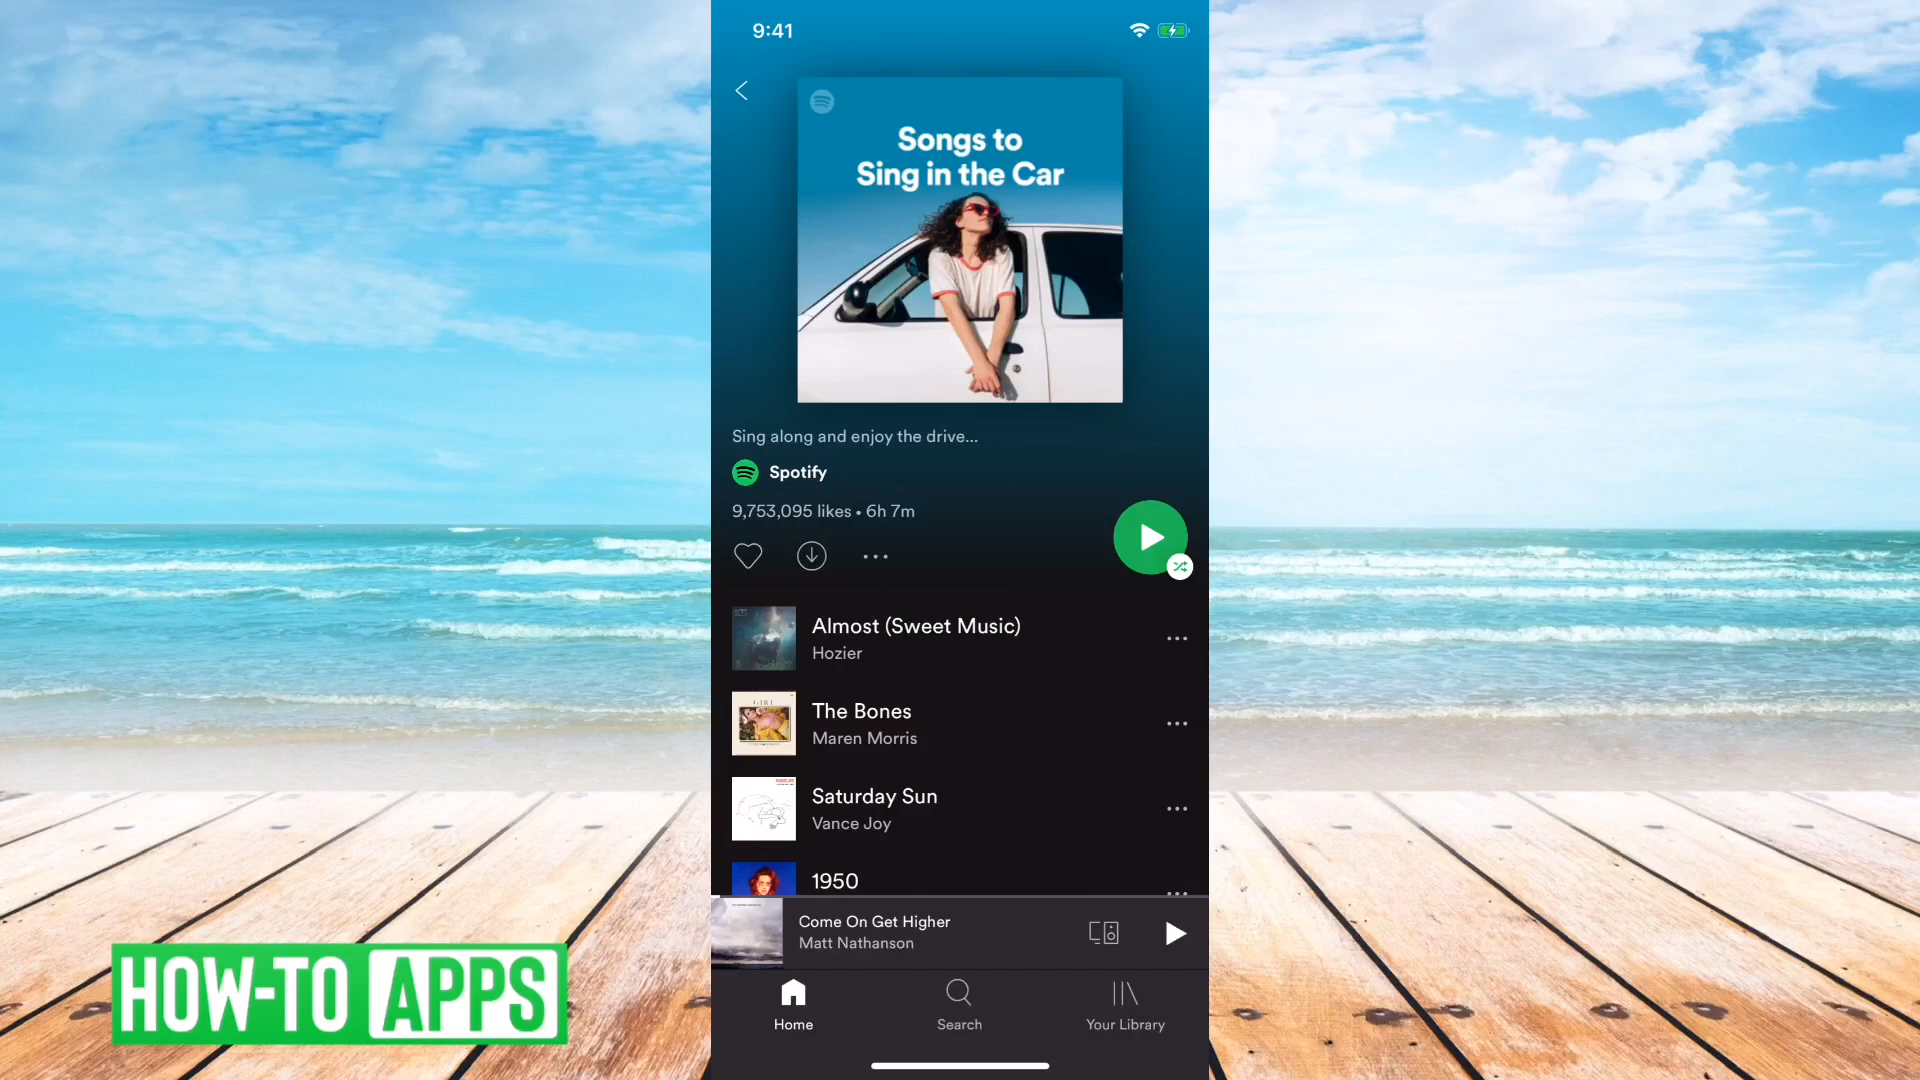 9:41
Songs to
Sing in the Car
Sing along and enjoy the drive...
Spotify
9,753,095 likes • 6h 7m
Almost (Sweet Music)
Hozier
The Bones
Maren Morris
Saturday Sun
Vance Joy
1950
Come On Get Higher
Matt Nathanson
Home
Search
Your Library
HOW-TO APPS